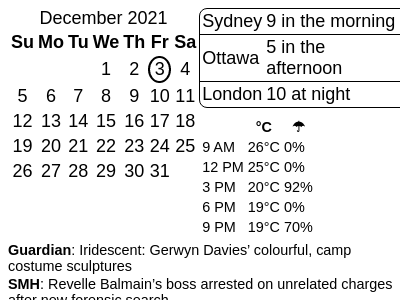 December 2021
Su Mo Tu We Th Fr Sa
1 2 3 4
5 6 7 8 9 10 11
12 13 14 15 16 17 18
19 20 21 22 23 24 25
26 27 28 29 30 31
Sydney 9 in the morning
Ottawa 5 in the
afternoon
London 10 at night
°C ☂
9 AM 26°C 0%
12 PM 25°C 0%
3 PM 20°C 92%
6 PM 19°C 0%
9 PM 19°C 70%
Guardian: Iridescent: Gerwyn Davies’ colourful, camp
costume sculptures
SMH: Revelle Balmain’s boss arrested on unrelated charges
after new forensic search